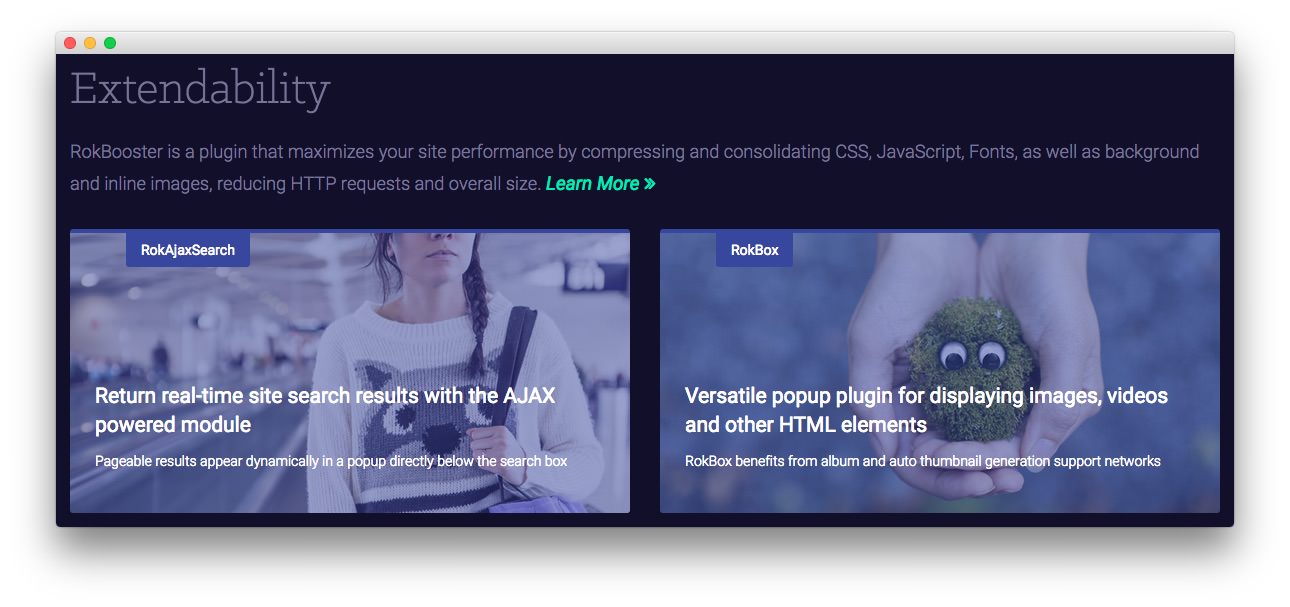 Extendability
RokBooster is a plugin that maximizes your site performance by compressing and consolidating CSS, JavaScript, Fonts, as well as background
and inline images, reducing HTTP requests and overall size. Learn More »
RokAjaxSearch
Return real-time site search results with the AJAX
powered module
Pageable results appear dynamically in a popup directly below the search box
RokBox
Versatile popup plugin for displaying images, videos
and other HTML elements
RokBox benefits from album and auto thumbnail generation support networks